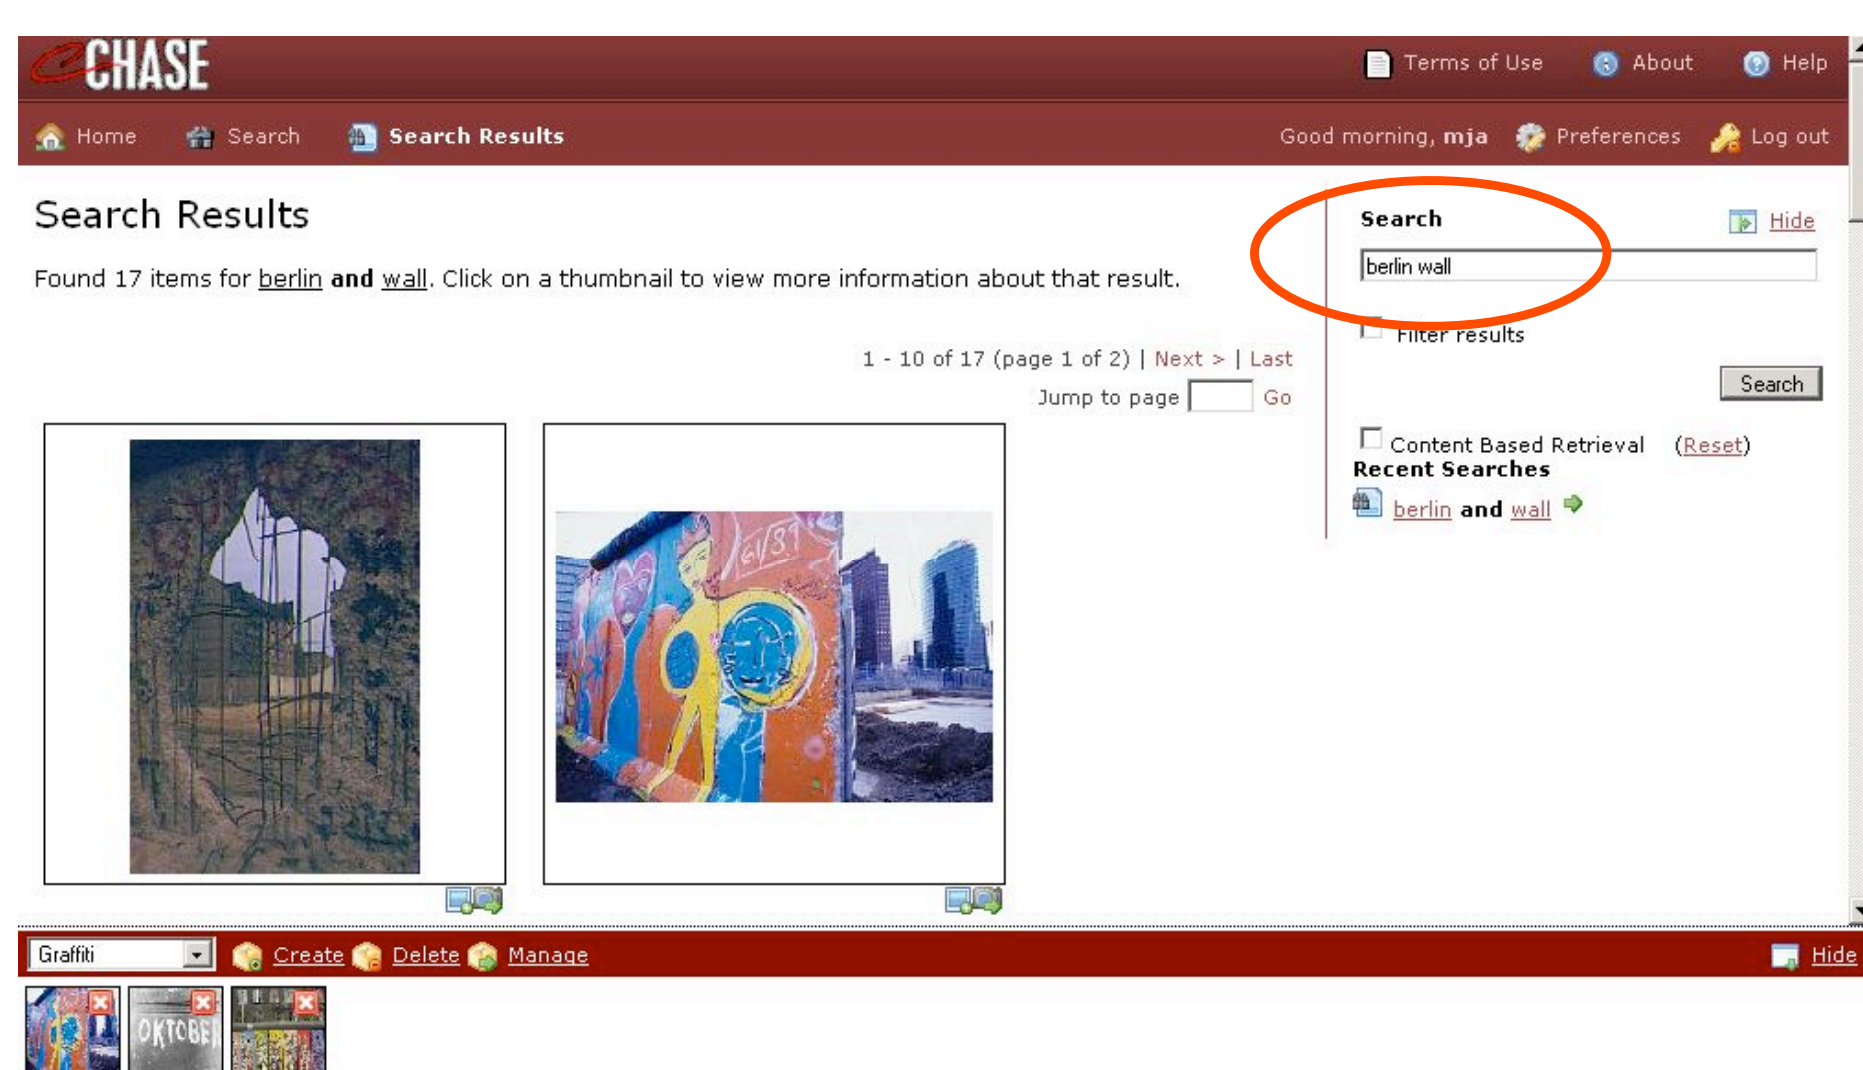 eCHASE
Terms of Use About Help
Home Search Search Results Good morning, mja Preferences Log out
Search Results
Found 17 items for berlin and wall. Click on a thumbnail to view more information about that result.
1 - 10 of 17 (page 1 of 2) | Next > | Last
Jump to page Go
Search Hide
berlin wall
Filter results
Search
Content Based Retrieval (Reset)
Recent Searches
berlin and wall
Graffiti Create Delete Manage Hide
OKTOBER